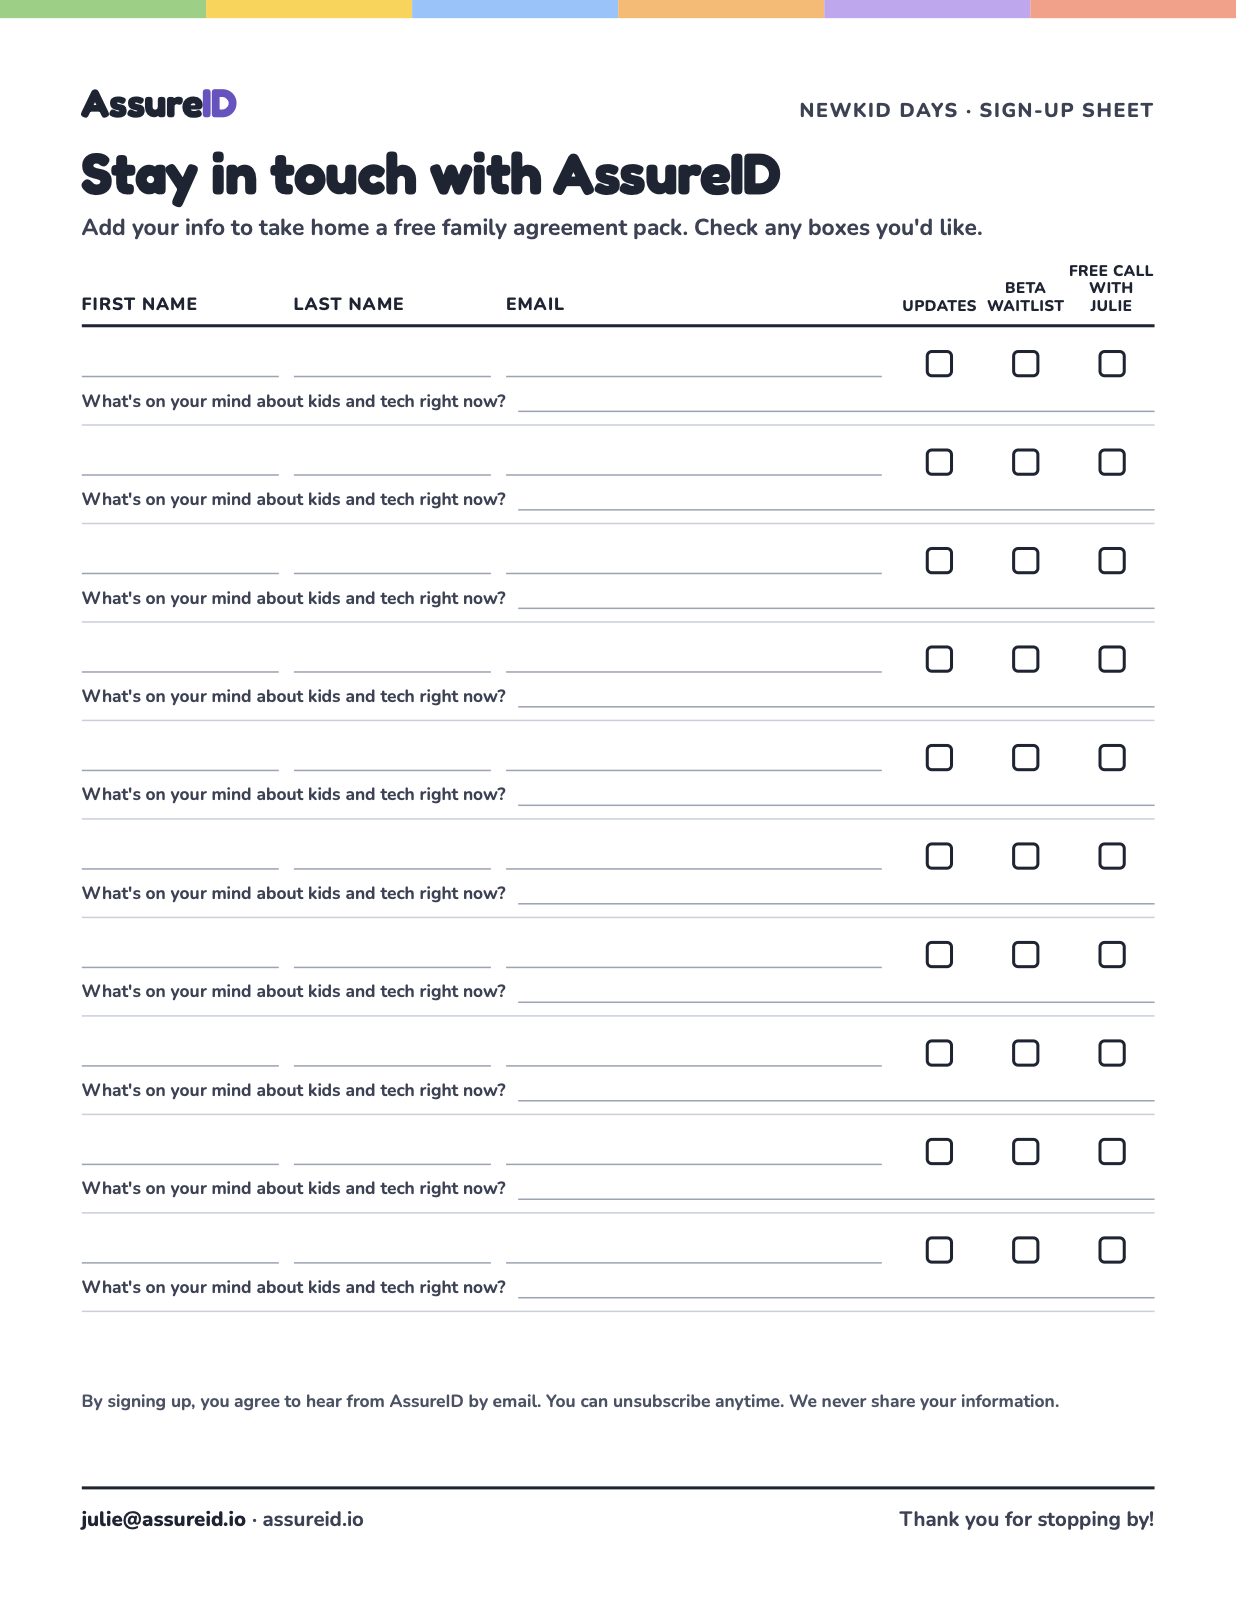 AssureID
NEWKID DAYS · SIGN-UP SHEET
Stay in touch with AssureID
Add your info to take home a free family agreement pack. Check any boxes you'd like.
FIRST NAME LAST NAME EMAIL UPDATES BETA WAITLIST FREE CALL WITH JULIE
What's on your mind about kids and tech right now?
What's on your mind about kids and tech right now?
What's on your mind about kids and tech right now?
What's on your mind about kids and tech right now?
What's on your mind about kids and tech right now?
What's on your mind about kids and tech right now?
What's on your mind about kids and tech right now?
What's on your mind about kids and tech right now?
What's on your mind about kids and tech right now?
What's on your mind about kids and tech right now?
By signing up, you agree to hear from AssureID by email. You can unsubscribe anytime. We never share your information.
julie@assureid.io · assureid.io
Thank you for stopping by!